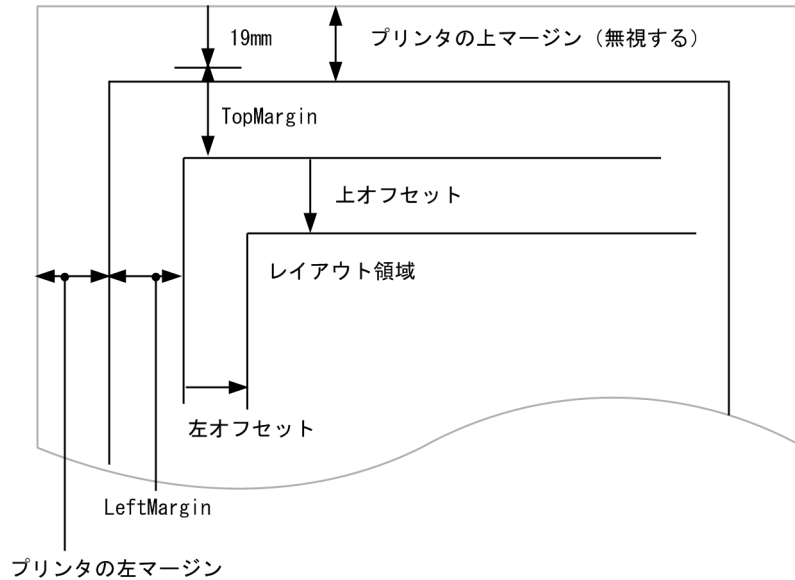 19mm
プリンタの上マージン（無視する）
TopMargin
上オフセット
レイアウト領域
左オフセット
LeftMargin
プリンタの左マージン